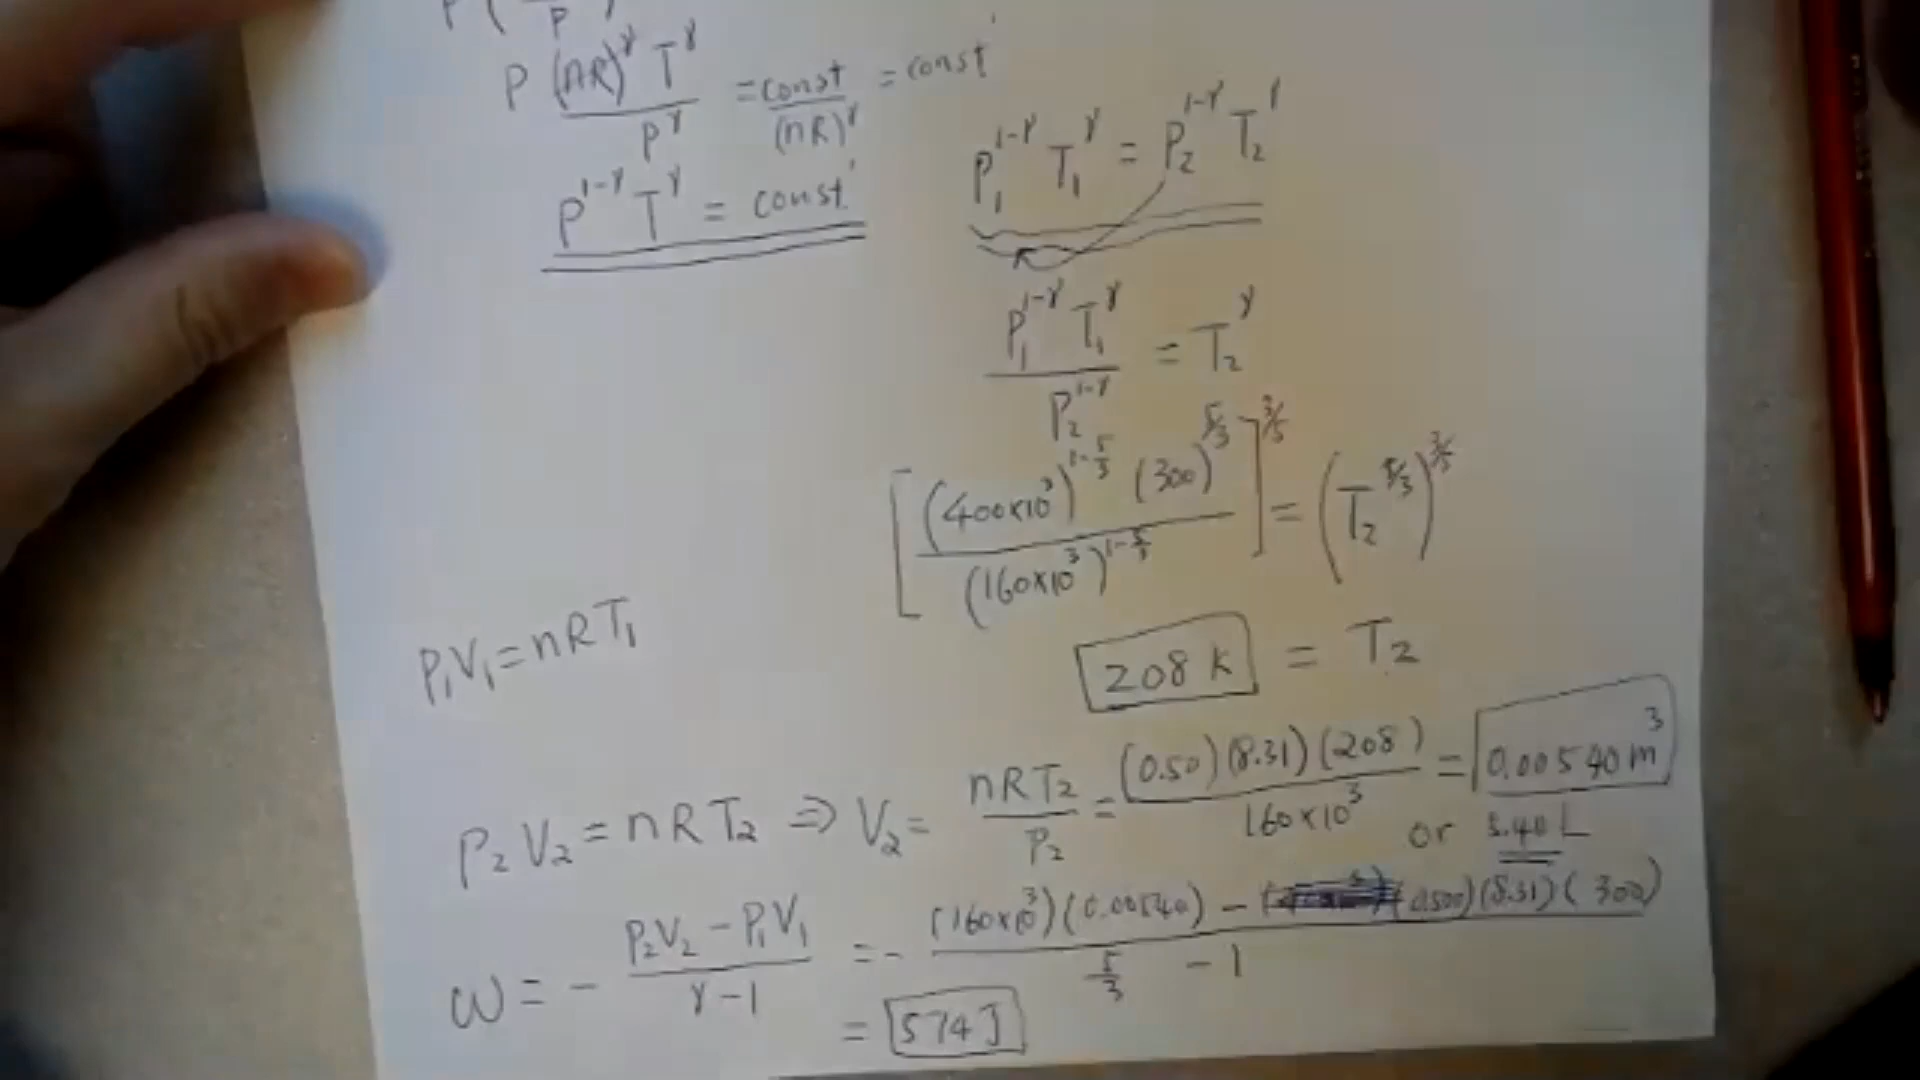 P (
P
P (nR)^γ T^γ / P^γ = const / (nR)^γ = const'
P^{1-γ} T^γ = const'
P₁^{1-γ} T₁^γ = P₂^{1-γ} T₂^γ
P₁^{1-γ} T₁^γ / P₂^{1-γ} = T₂^γ
[(400×10³)^{1-5/3} (300)^{5/3} / (160×10³)^{1-5/3}]^{3/5} = (T₂^{5/3})^{3/5}
P₁V₁ = nRT₁
208 K = T₂
P₂V₂ = nRT₂ ⇒ V₂ = nRT₂ / P₂ = (0.50)(8.31)(208) / 160×10³ = 0.00540 m³
or 5.40 L
ω = - P₂V₂ - P₁V₁ / γ-1 = - (160×10³)(0.00540) - (0.500)(8.31)(300) / 5/3 - 1
= 574 J